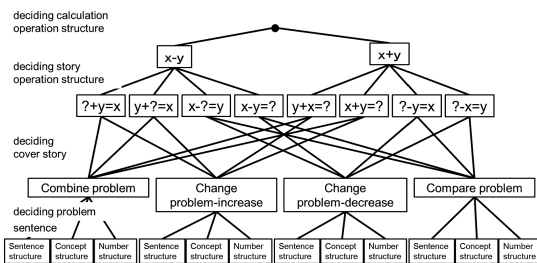 deciding calculation
operation structure
x-y
x+y
deciding story
operation structure
?+y=x
y+?=x
x-?=y
x-y=?
y+x=?
x+y=?
?-y=x
?-x=y
deciding
cover story
Combine problem
Change
problem-increase
Change
problem-decrease
Compare problem
deciding problem
sentence
Sentence
structure
Concept
structure
Number
structure
Sentence
structure
Concept
structure
Number
structure
Sentence
structure
Concept
structure
Number
structure
Sentence
structure
Concept
structure
Number
structure